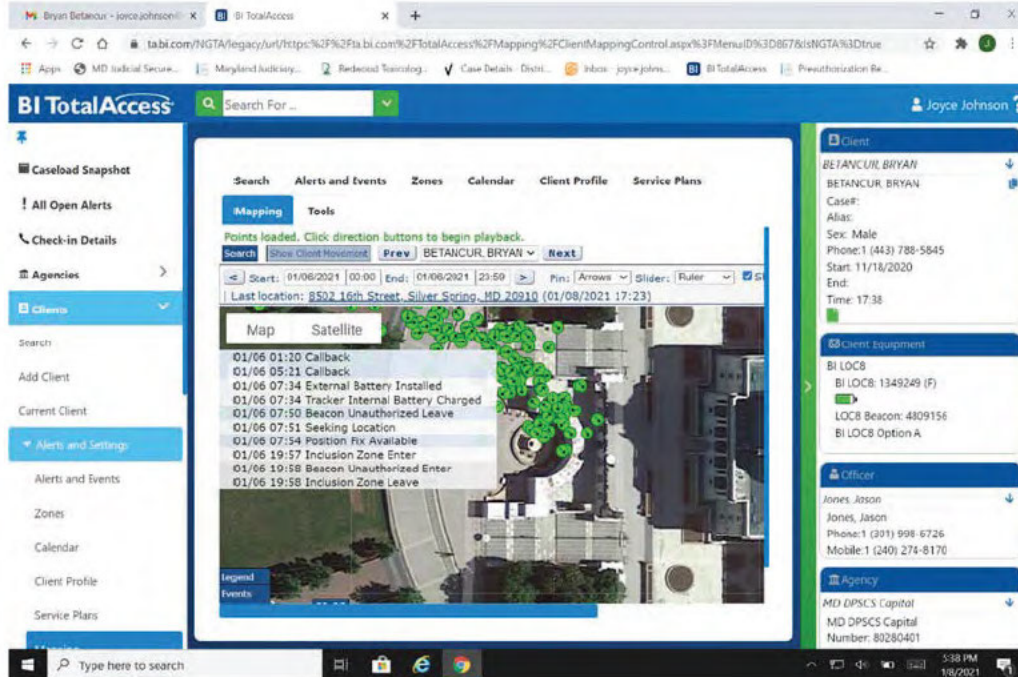 Bryan Betancur - joyce.johnson
BI TotalAccess
tabi.com/NGTA/legacy/url/https:%2F%2Fta.bi.com%2FTotalAccess%2FMapping%2FClientMappingControl.aspx%3FMenuID%3D867&isNGTA%3Dtrue
Apps
MD Judicial Secure...
Maryland Judiciary...
Redwood Toxicolog...
Case Details - Distri...
Inbox - joyce.johns...
BI TotalAccess
Preauthorization Re...
BI TotalAccess
Search For ..
Joyce Johnson ?
Caseload Snapshot
! All Open Alerts
Check-in Details
Agencies
Clients
Search
Add Client
Current Client
Alerts and Settings
Alerts and Events
Zones
Calendar
Client Profile
Service Plans
Mapping
Search Alerts and Events Zones Calendar Client Profile Service Plans
Mapping Tools
Points loaded. Click direction buttons to begin playback.
Search Show Client Movement Prev BETANCUR, BRYAN Next
< Start: 01/06/2021 00:00 End: 01/06/2021 23:50 > Pin: Arrows Slider: Ruler
Last location: 8502 16th Street, Silver Spring, MD 20910 (01/08/2021 17:23)
Map Satellite
01/06 01:20 Callback
01/06 05:21 Callback
01/06 07:34 External Battery Installed
01/06 07:34 Tracker Internal Battery Charged
01/06 07:50 Beacon Unauthorized Leave
01/06 07:51 Seeking Location
01/06 07:54 Position Fix Available
01/06 19:57 Inclusion Zone Enter
01/06 19:58 Beacon Unauthorized Enter
01/06 19:58 Inclusion Zone Leave
Legend
Events
Client
BETANCUR, BRYAN
BETANCUR, BRYAN
Case#:
Alias:
Sex: Male
Phone:1 (443) 788-5845
Start: 11/18/2020
End:
Time: 17:38
Client Equipment
BI LOC8
BI LOC8: 1349249 (F)
LOC8 Beacon: 4809156
BI LOC8 Option A
Officer
Jones, Jason
Jones, Jason
Phone:1 (301) 998-6726
Mobile:1 (240) 274-8170
Agency
MD DPSCS Capital
MD DPSCS Capital
Number: 80280401
Type here to search
5:38 PM
1/8/2021